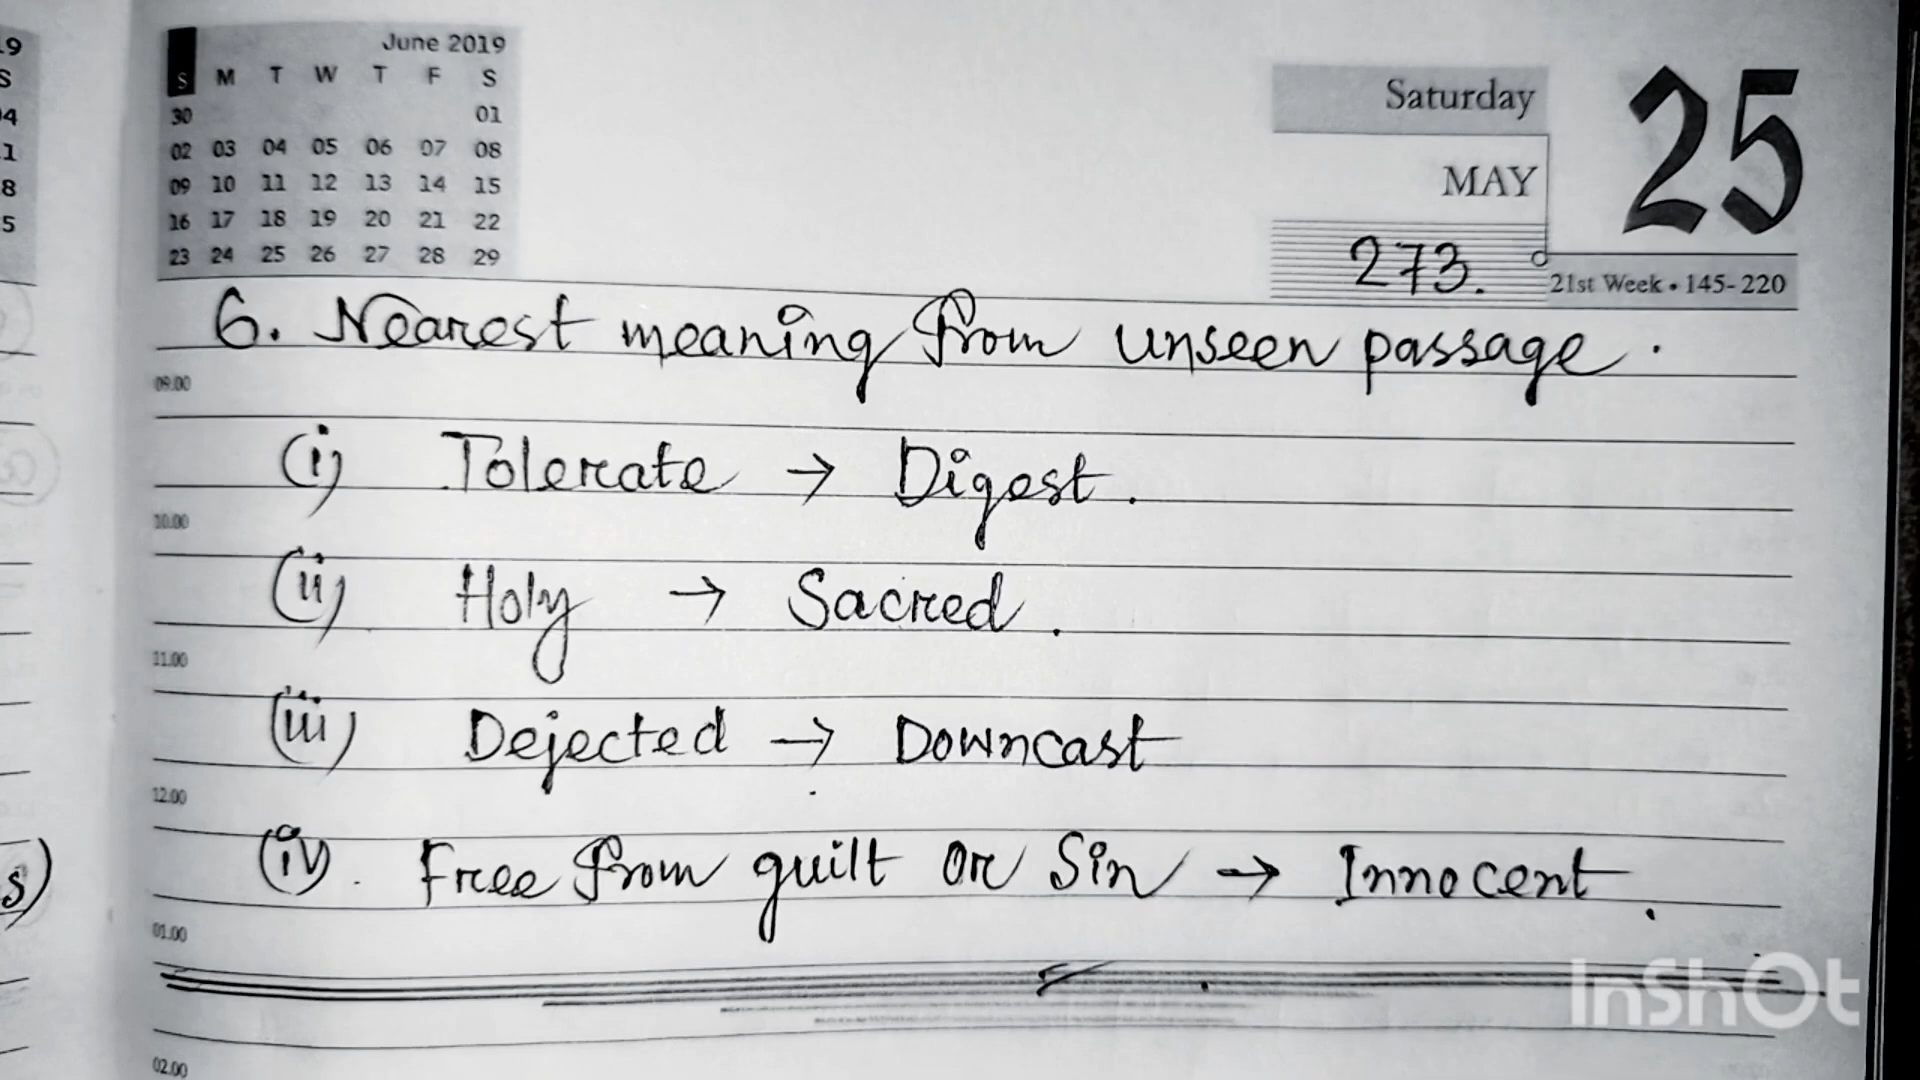 June 2019
S M T W T F S
30 01
02 03 04 05 06 07 08
09 10 11 12 13 14 15
16 17 18 19 20 21 22
23 24 25 26 27 28 29
Saturday
MAY
25
273.
21st Week • 145-220
6. Nearest meaning from unseen passage.
09.00
(i) Tolerate → Digest.
10.00
(ii) Holy → Sacred.
11.00
(iii) Dejected → Downcast
12.00
(iv). Free from guilt or Sin → Innocent.
01.00
02.00
InShOt